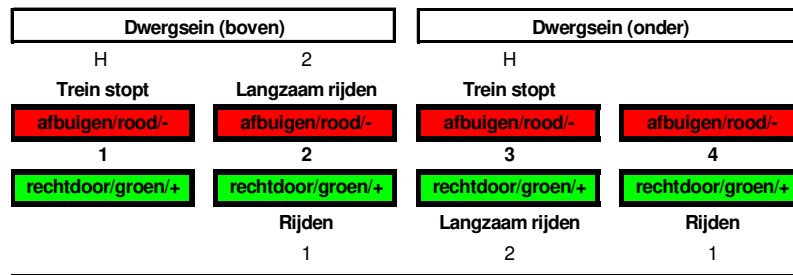 Dwergsein (boven) Dwergsein (onder)
H 2 H
Trein stopt Langzaam rijden Trein stopt
afbuigen/rood/- afbuigen/rood/- afbuigen/rood/- afbuigen/rood/-
1 2 3 4
rechtdoor/groen/+ rechtdoor/groen/+ rechtdoor/groen/+ rechtdoor/groen/+
Rijden Langzaam rijden Rijden
1 2 1